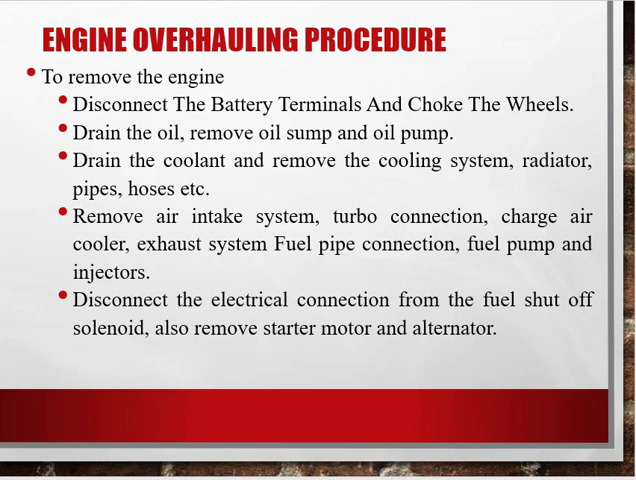 ENGINE OVERHAULING PROCEDURE
• To remove the engine
• Disconnect The Battery Terminals And Choke The Wheels.
• Drain the oil, remove oil sump and oil pump.
• Drain the coolant and remove the cooling system, radiator,
pipes, hoses etc.
• Remove air intake system, turbo connection, charge air
cooler, exhaust system Fuel pipe connection, fuel pump and
injectors.
• Disconnect the electrical connection from the fuel shut off
solenoid, also remove starter motor and alternator.